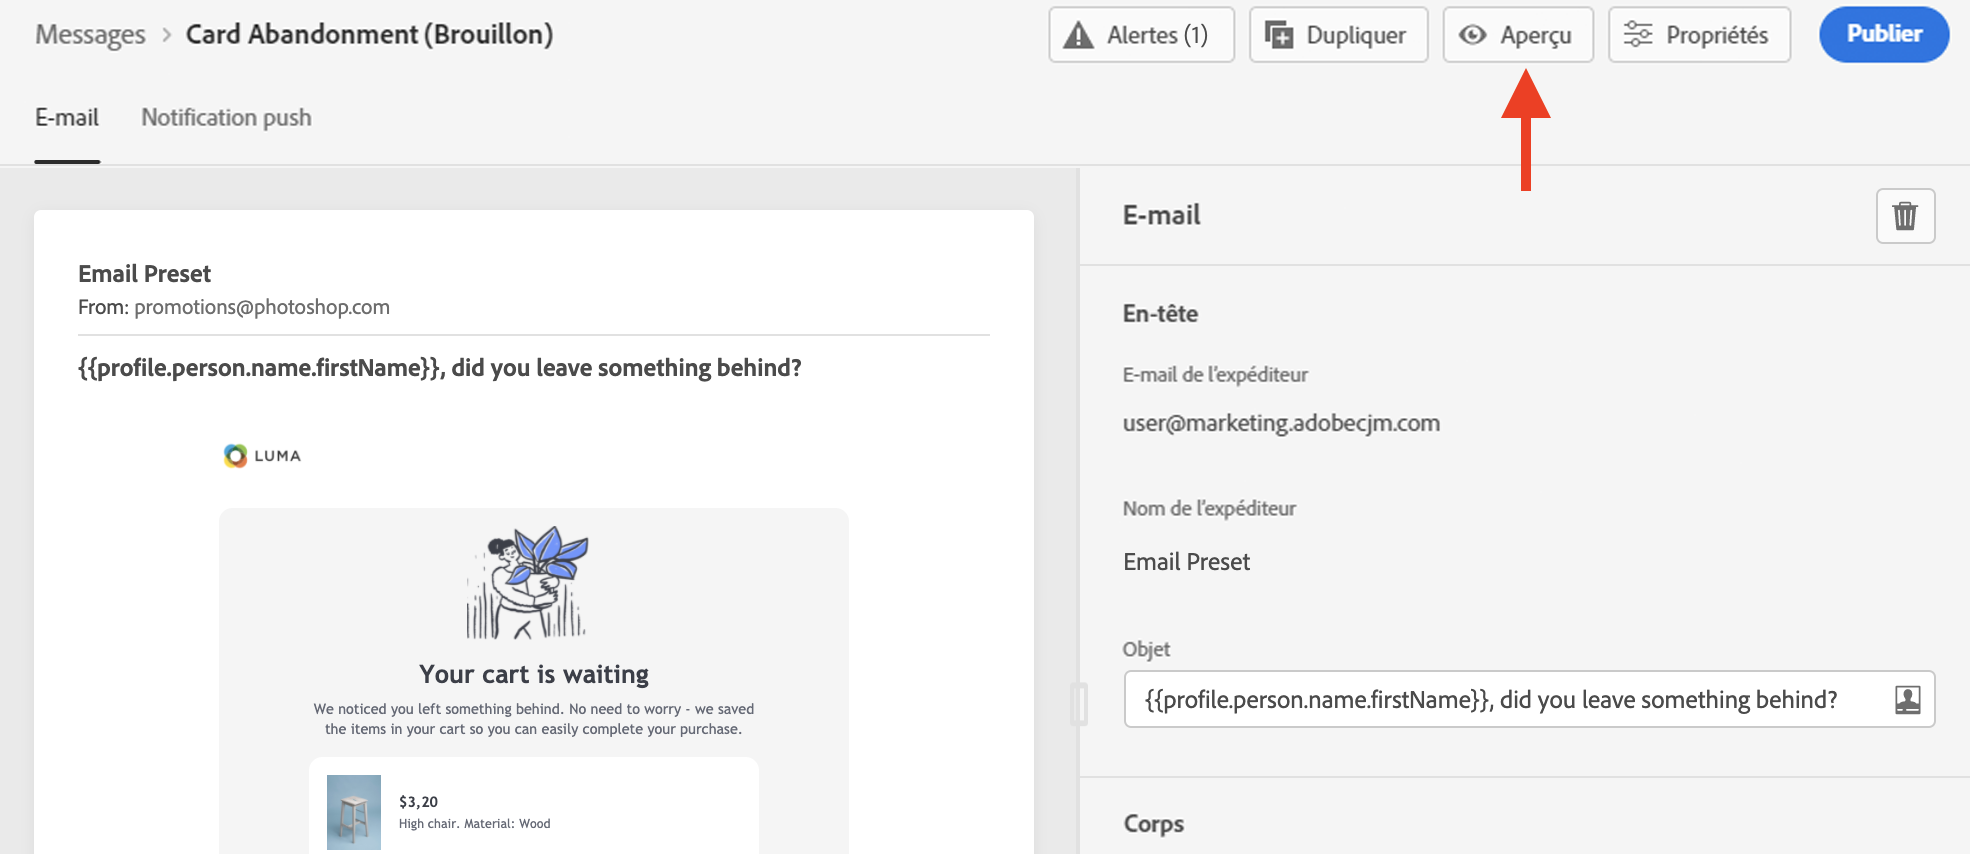 Messages > Card Abandonment (Brouillon)
Alertes (1)
Dupliquer
Aperçu
Propriétés
Publier
E-mail
Notification push
Email Preset
From: promotions@photoshop.com
{{profile.person.name.firstName}}, did you leave something behind?
LUMA
Your cart is waiting
We noticed you left something behind. No need to worry - we saved
the items in your cart so you can easily complete your purchase.
$3,20
High chair. Material: Wood
E-mail
En-tête
E-mail de l’expéditeur
user@marketing.adobecjm.com
Nom de l’expéditeur
Email Preset
Objet
{{profile.person.name.firstName}}, did you leave something behind?
Corps